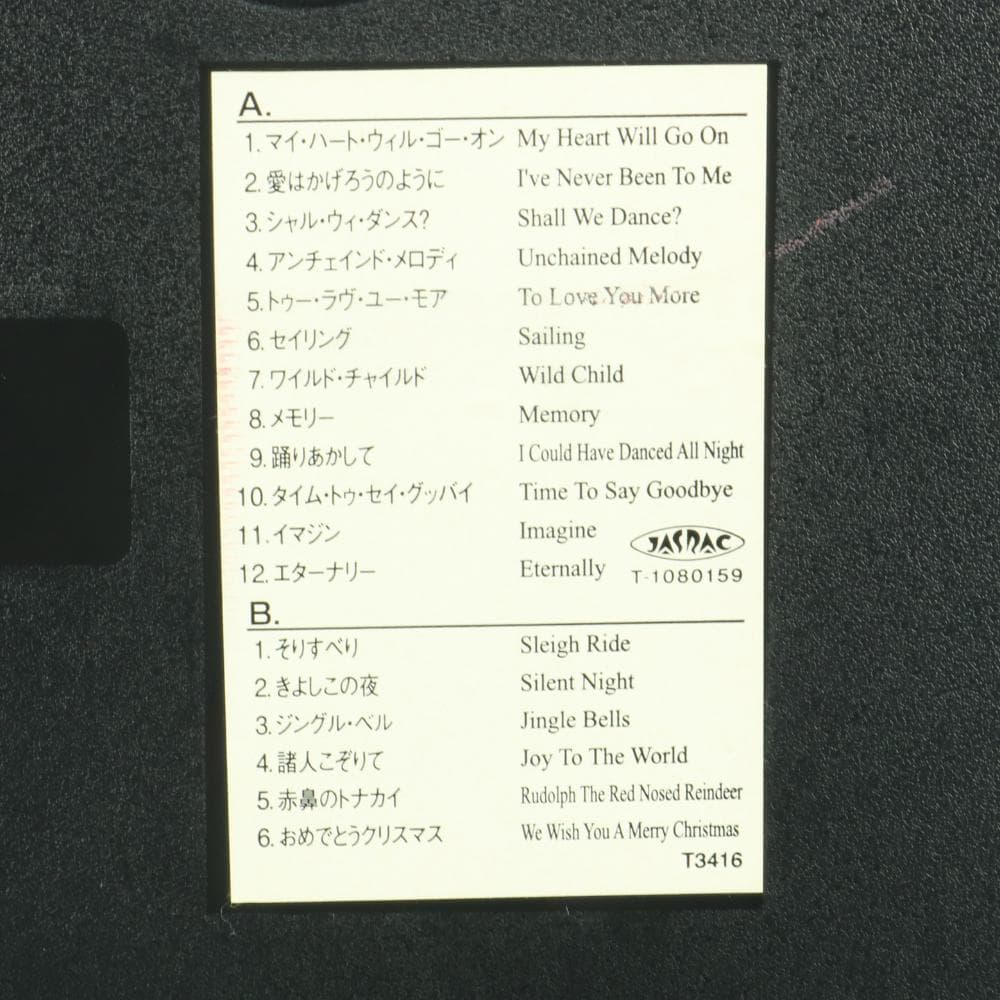 A.
1. マイ・ハート・ウィル・ゴー・オン My Heart Will Go On
2. 愛はかげろうのように I've Never Been To Me
3. シャル・ウィ・ダンス? Shall We Dance?
4. アンチェインド・メロディ Unchained Melody
5. トゥー・ラヴ・ユー・モア To Love You More
6. セイリング Sailing
7. ワイルド・チャイルド Wild Child
8. メモリー Memory
9. 踊りあかして I Could Have Danced All Night
10. タイム・トゥ・セイ・グッバイ Time To Say Goodbye
11. イマジン Imagine
JASRAC
12. エターナリー Eternally
T-1080159
B.
1. そりすべり Sleigh Ride
2. きよしこの夜 Silent Night
3. ジングル・ベル Jingle Bells
4. 諸人こぞりて Joy To The World
5. 赤鼻のトナカイ Rudolph The Red Nosed Reindeer
6. おめでとうクリスマス We Wish You A Merry Christmas
T3416